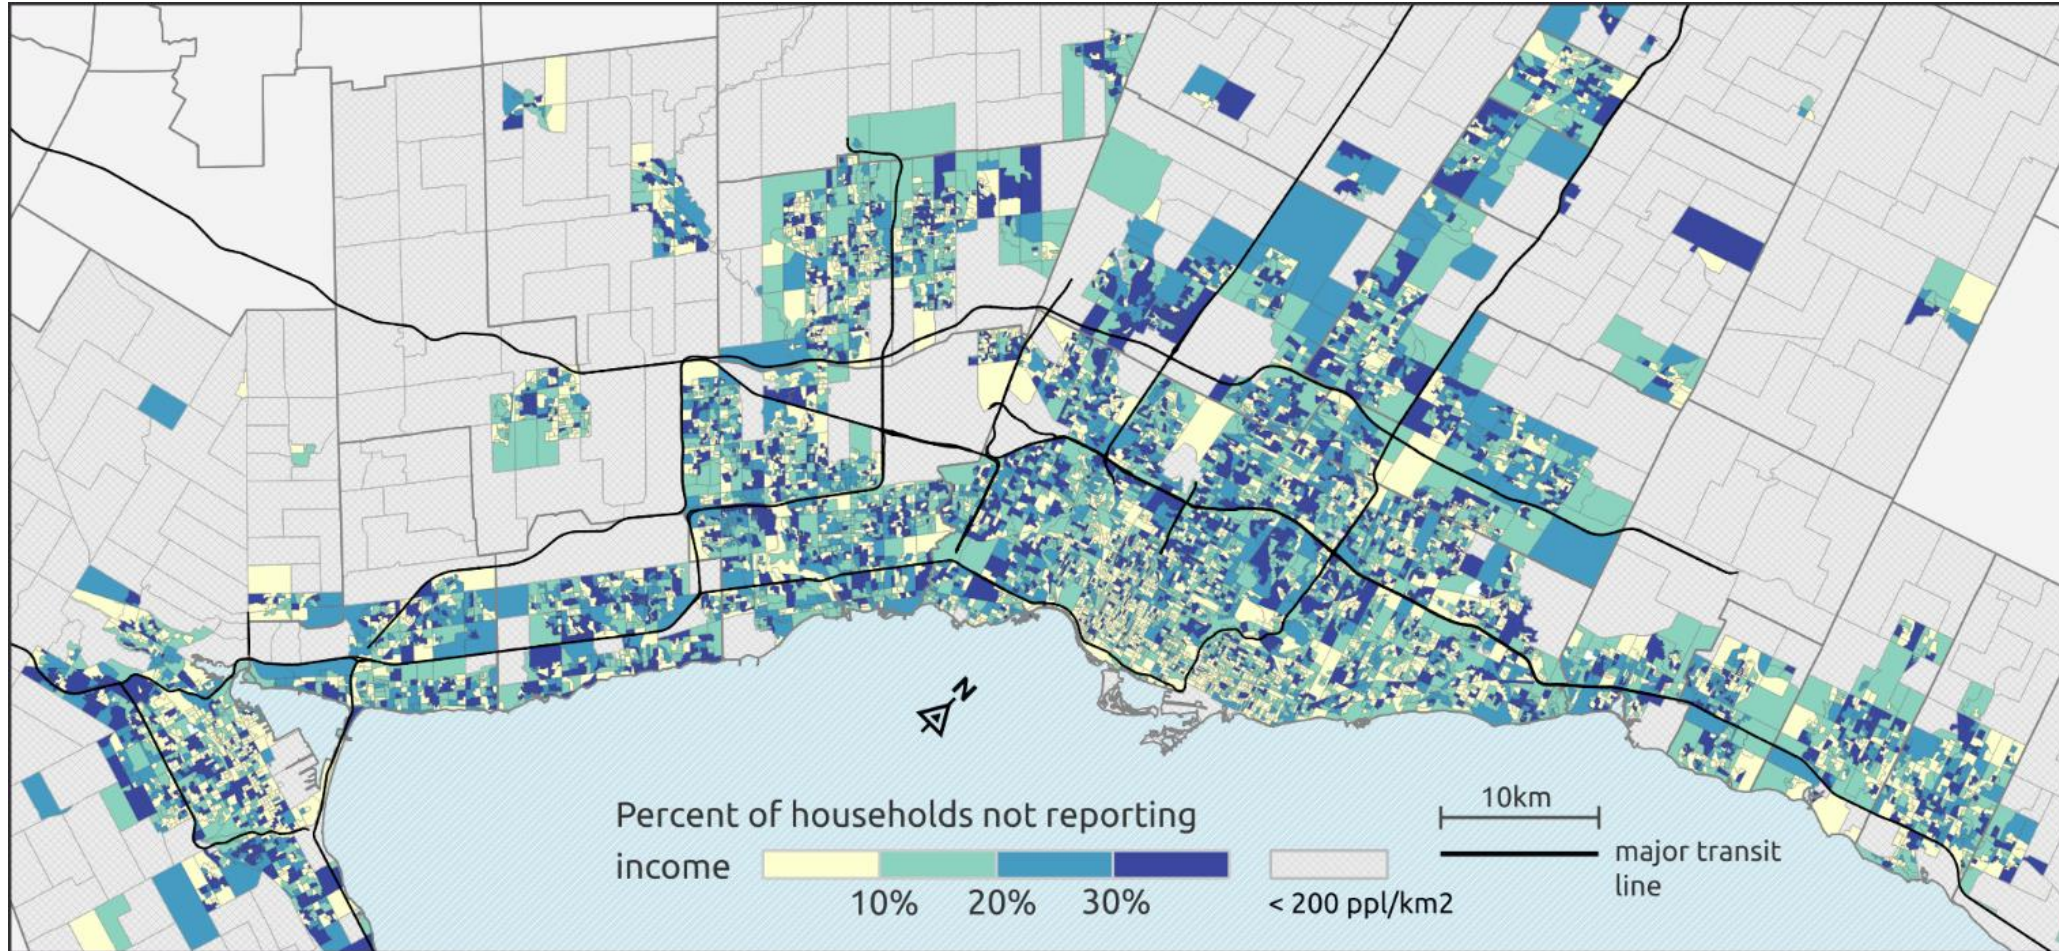 N
Percent of households not reporting
income
10% 20% 30%
< 200 ppl/km2
10km
major transit
line